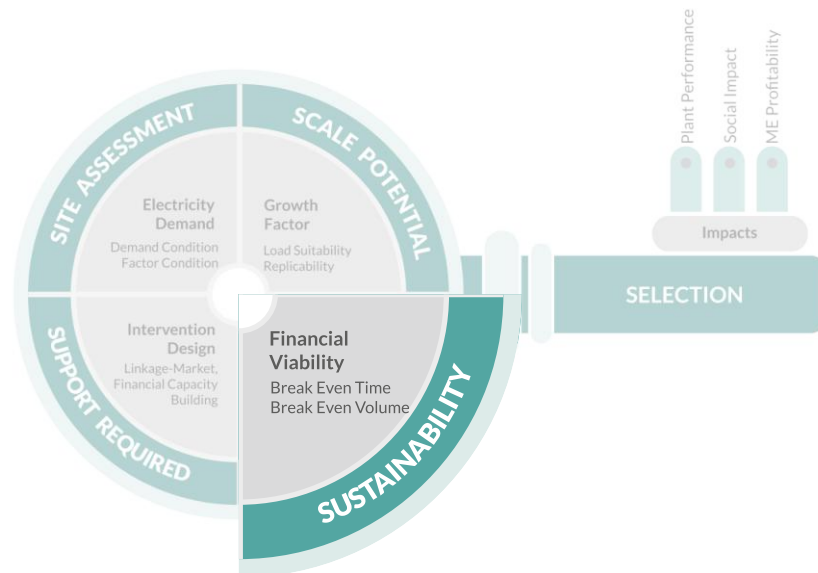 SITE ASSESSMENT
SCALE POTENTIAL
Electricity
Demand
Demand Condition
Factor Condition
Growth
Factor
Load Suitability
Replicability
Intervention
Design
Linkage-Market,
Financial Capacity
Building
SUPPORT REQUIRED
Financial
Viability
Break Even Time
Break Even Volume
SUSTAINABILITY
Plant Performance
Social Impact
ME Profitability
Impacts
SELECTION